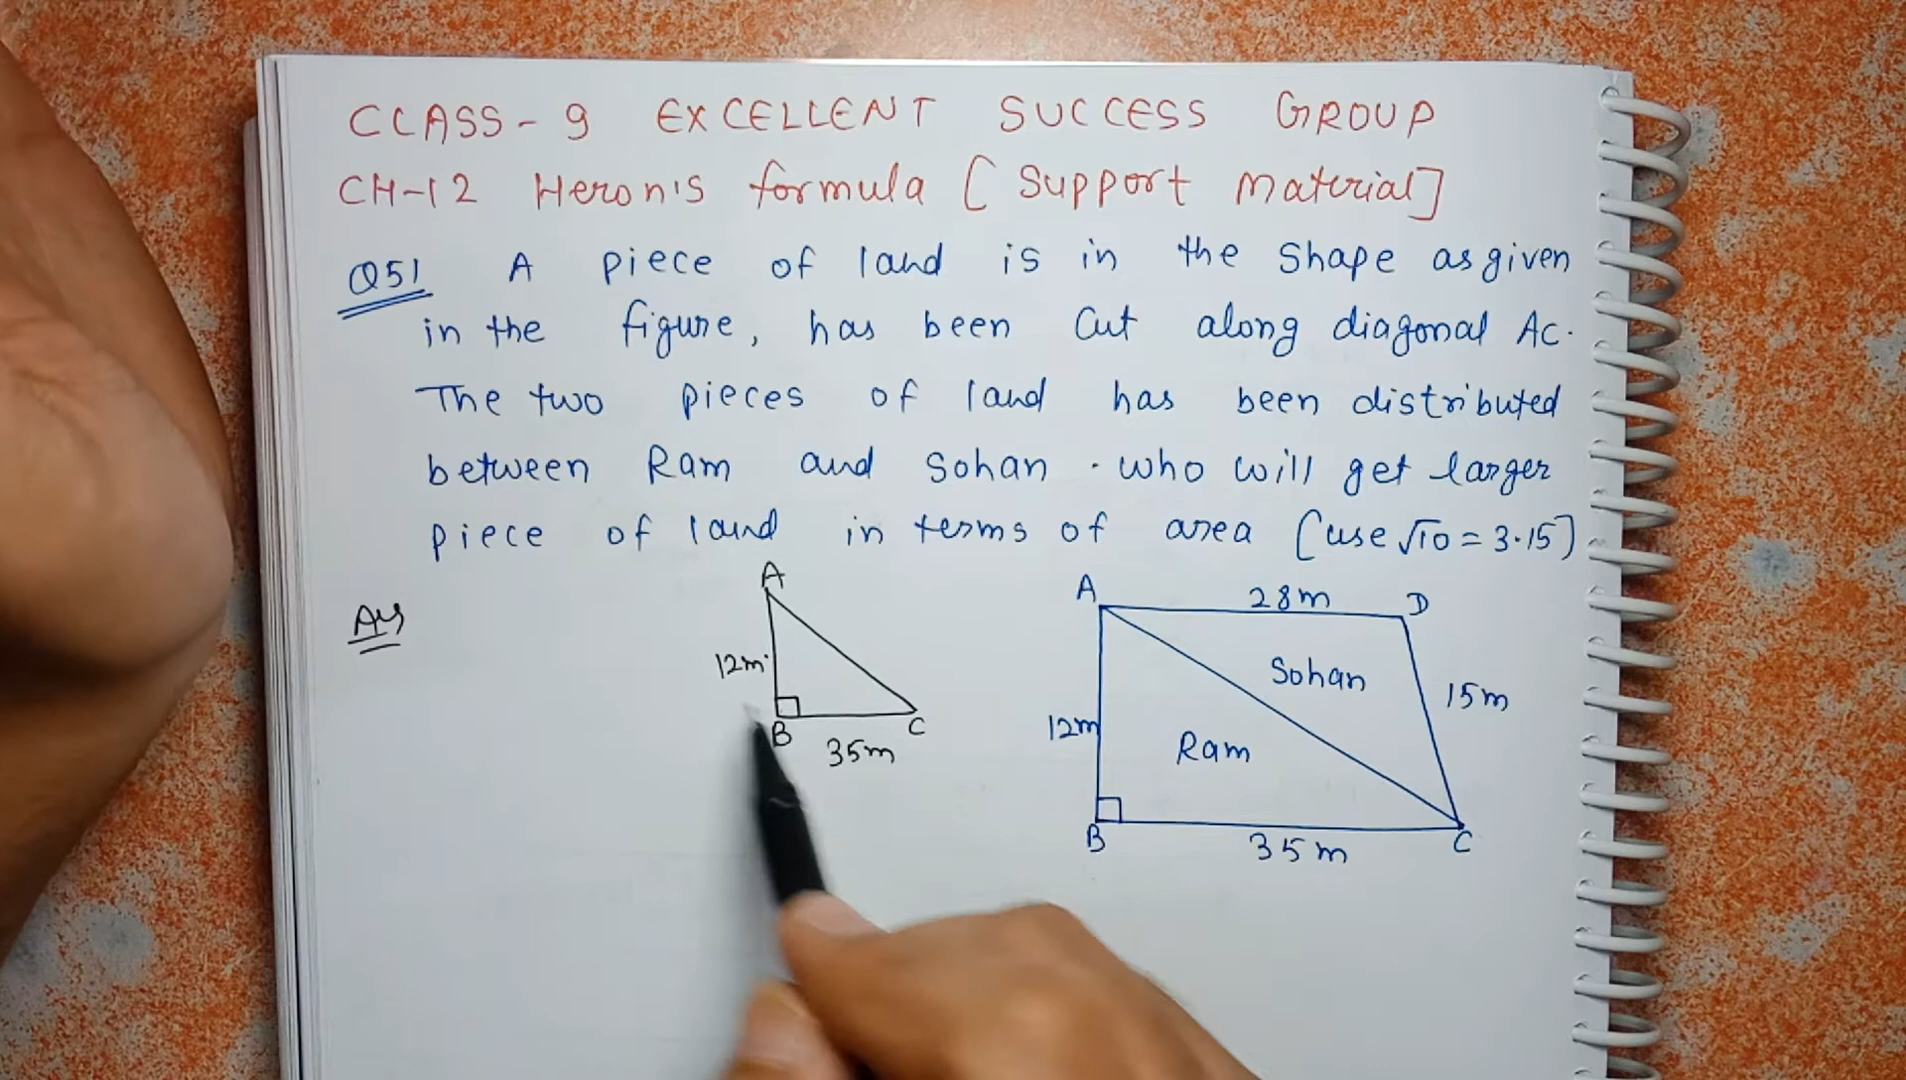 CLASS-9 EXCELLENT SUCCESS GROUP
CH-12 Heron's formula [Support Material]
Q51 A piece of land is in the shape as given
in the figure, has been cut along diagonal AC.
The two pieces of land has been distributed
between Ram and Sohan. who will get larger
piece of land in terms of area (use √10 = 3.15)
Ans
A
12m
B
C
35m
A
28m
D
Sohan
15m
12m
Ram
B
35m
C